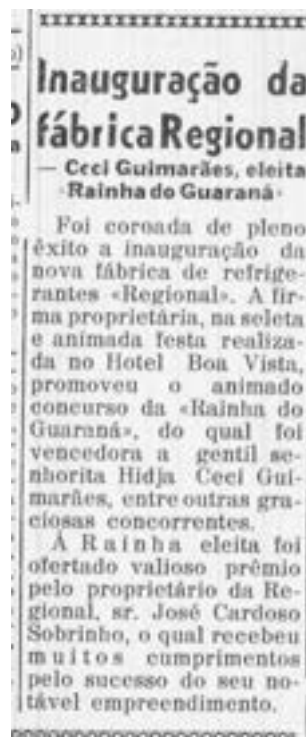 Inauguração da
fábrica Regional
— Ceci Guimarães, eleita
«Rainha do Guaraná»
Foi coroada de pleno
êxito a inauguração da
nova fábrica de refrige-
rantes «Regional». A fir-
ma proprietária, na seleta
e animada festa realiza-
da no Hotel Boa Vista,
promoveu o animado
concurso da «Rainha do
Guaraná», do qual foi
vencedora a gentil se-
nhorita Hidja Ceci Gui-
marães, entre outras gra-
ciosas concorrentes.
À Rainha eleita foi
ofertado valioso prêmio
pelo proprietário da Re-
gional, sr. José Cardoso
Sobrinho, o qual recebeu
muitos cumprimentos
pelo sucesso do seu no-
tável empreendimento.